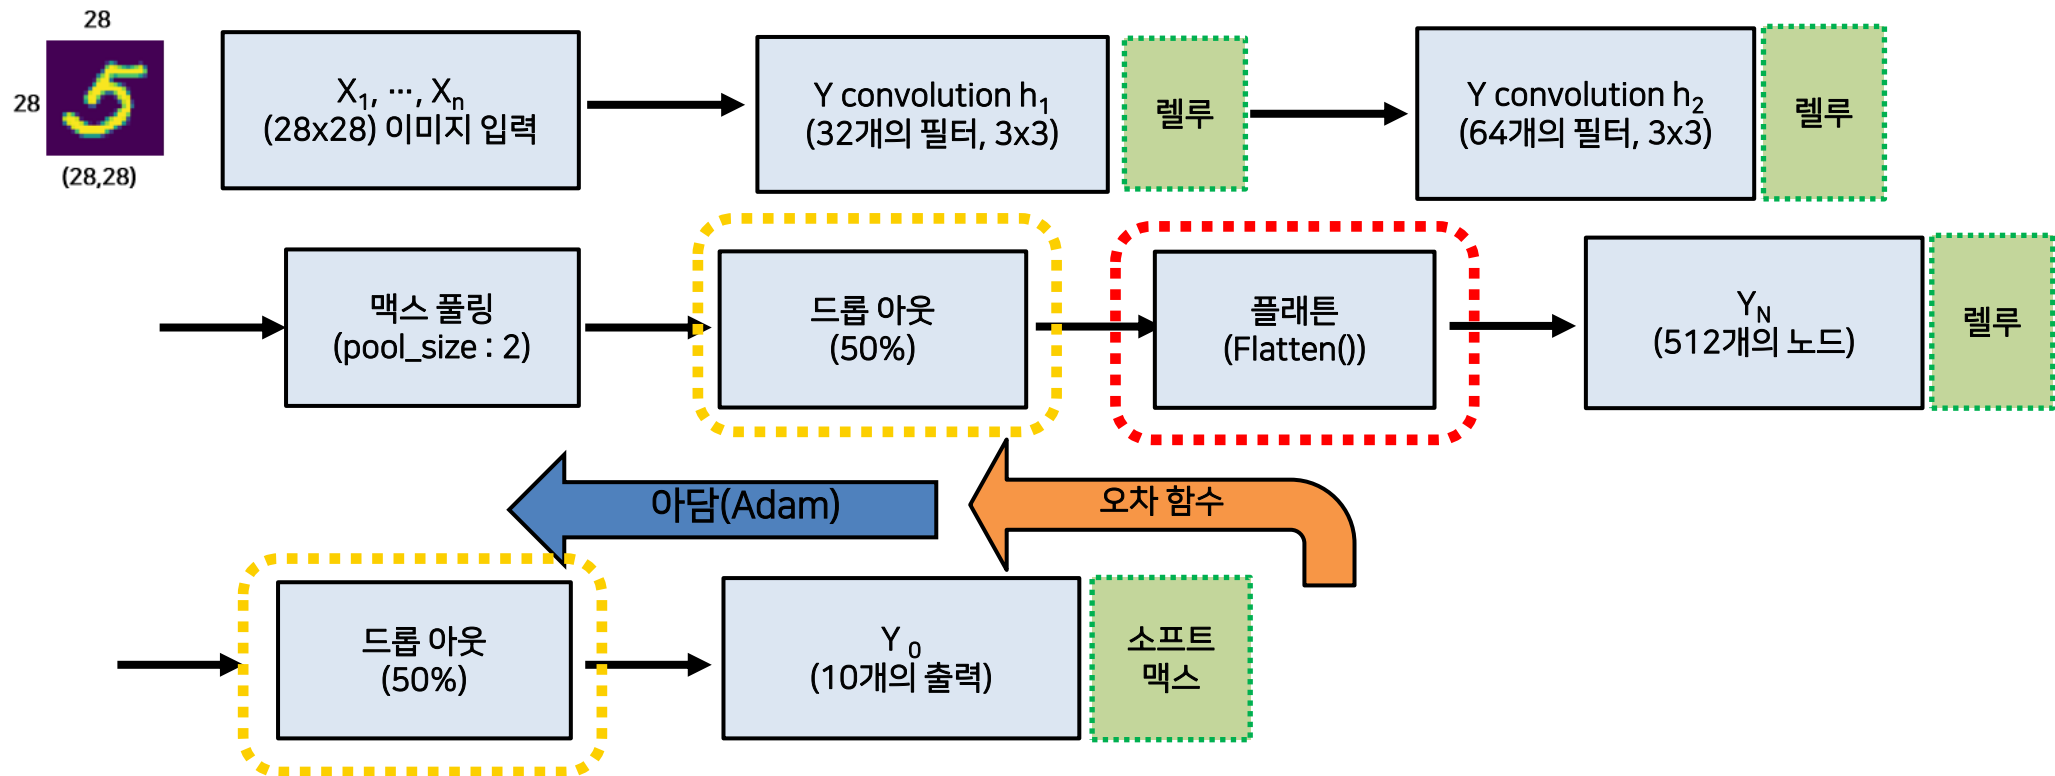 28
28
(28,28)
X1, ···, Xn
(28x28) 이미지 입력
Y convolution h1
(32개의 필터, 3x3)
렐루
Y convolution h2
(64개의 필터, 3x3)
렐루
맥스 풀링
(pool_size : 2)
드롭 아웃
(50%)
플래튼
(Flatten())
YN
(512개의 노드)
렐루
아담(Adam)
오차 함수
드롭 아웃
(50%)
Y 0
(10개의 출력)
소프트
맥스